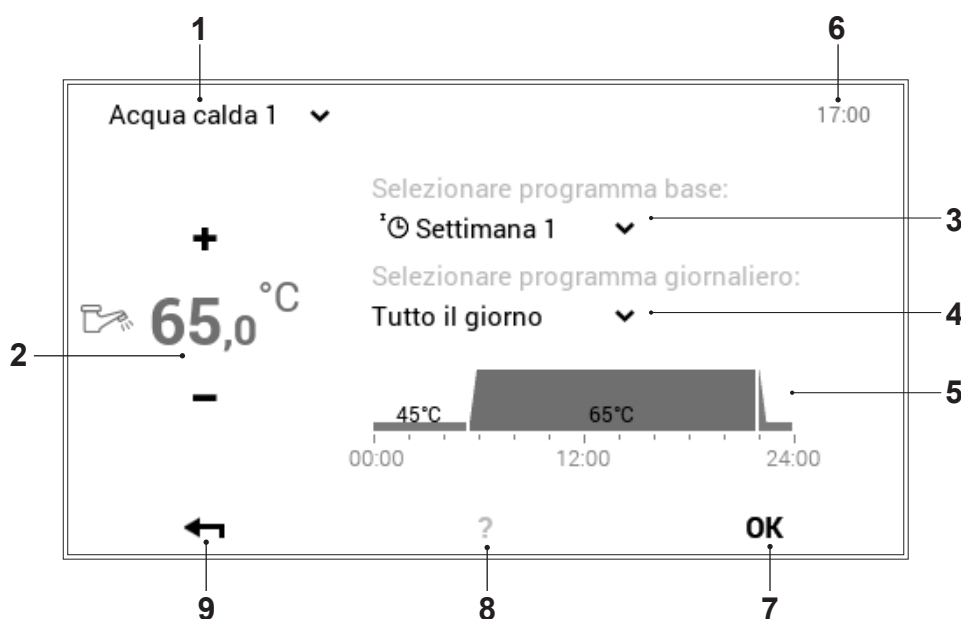 1 6
Acqua calda 1 17:00
Selezionare programma base:
+ Settimana 1 3
Selezionare programma giornaliero:
65,0 °C Tutto il giorno 4
2
− 5
45°C 65°C
00:00 12:00 24:00
? OK
9 8 7